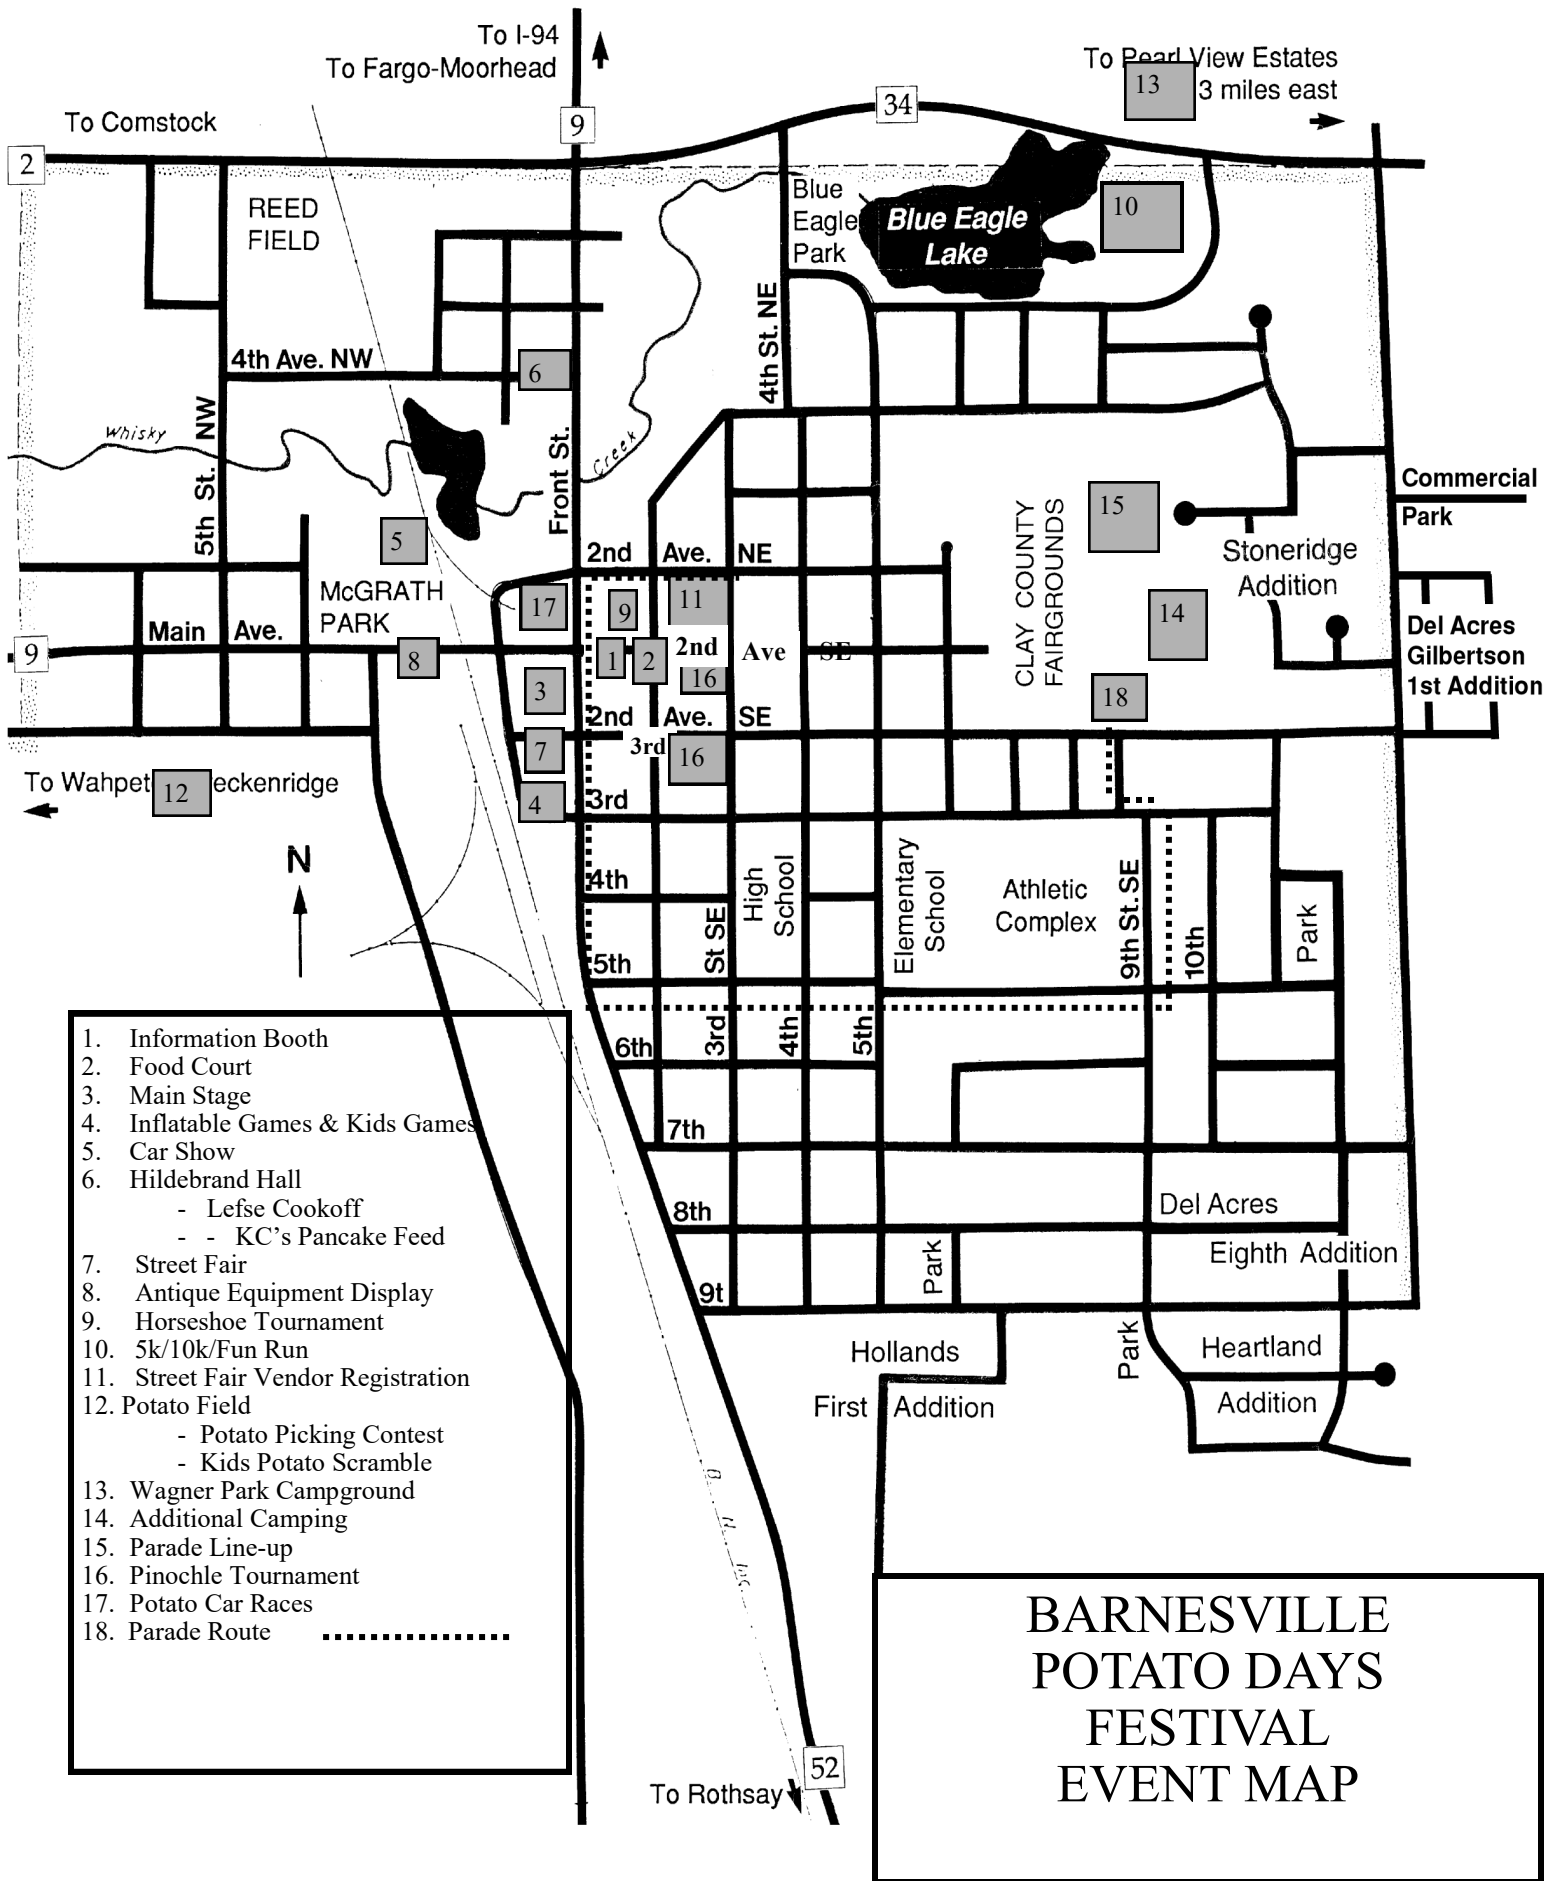 To I-94
To Fargo-Moorhead
To Pearl View Estates
13
3 miles east
34
9
To Comstock
2
REED
FIELD
Blue
Eagle
Park
Blue Eagle
Lake
10
4th St. NE
4th Ave. NW
6
5th St. NW
Whisky
Creek
Front St.
5
15
CLAY COUNTY
FAIRGROUNDS
Commercial
Park
Stoneridge
Addition
2nd Ave. NE
McGRATH
PARK
17
9
11
14
Main Ave.
9
8
1
2
2nd Ave SE
16
3
18
Del Acres
Gilbertson
1st Addition
2nd Ave. SE
7
3rd
16
To Wahpet
12
eckenridge
4
3rd
N
4th
High
School
Elementary
School
Athletic
Complex
9th St. SE
10th
Park
5th
St SE
3rd
4th
5th
6th
7th
8th
Del Acres
Eighth Addition
Park
9t
Hollands
First Addition
Park
Heartland
Addition
B. N. Inc.
52
To Rothsay
1. Information Booth
2. Food Court
3. Main Stage
4. Inflatable Games & Kids Games
5. Car Show
6. Hildebrand Hall
- Lefse Cookoff
- - KC's Pancake Feed
7. Street Fair
8. Antique Equipment Display
9. Horseshoe Tournament
10. 5k/10k/Fun Run
11. Street Fair Vendor Registration
12. Potato Field
- Potato Picking Contest
- Kids Potato Scramble
13. Wagner Park Campground
14. Additional Camping
15. Parade Line-up
16. Pinochle Tournament
17. Potato Car Races
18. Parade Route
BARNESVILLE
POTATO DAYS
FESTIVAL
EVENT MAP